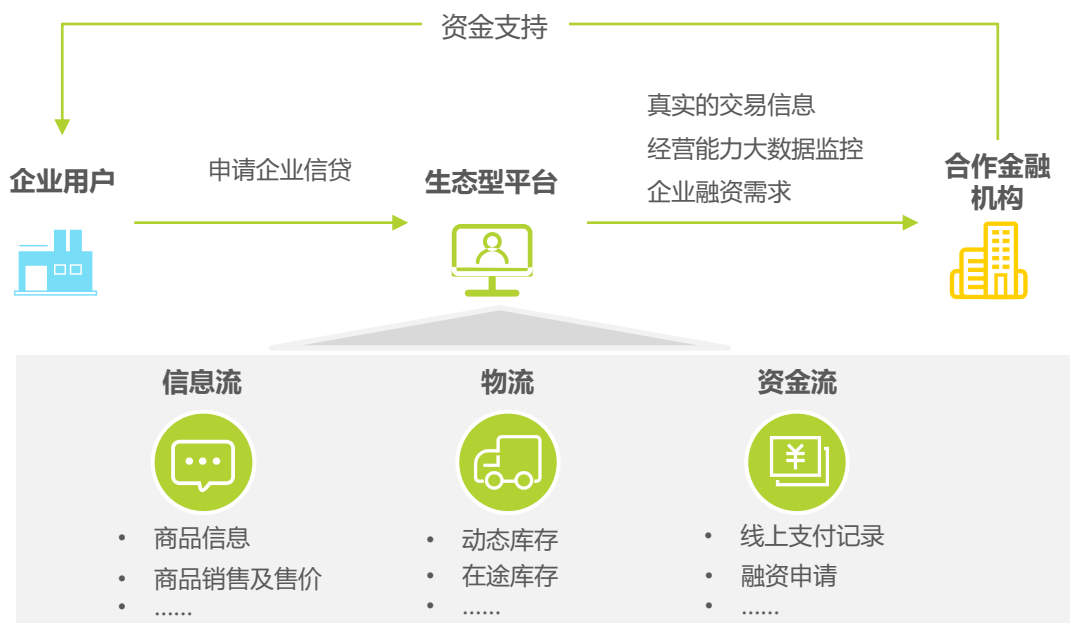 资金支持
企业用户
申请企业信贷
生态型平台
真实的交易信息
经营能力大数据监控
企业融资需求
合作金融
机构
信息流
• 商品信息
• 商品销售及售价
• ......
物流
• 动态库存
• 在途库存
• ......
资金流
¥
• 线上支付记录
• 融资申请
• ......